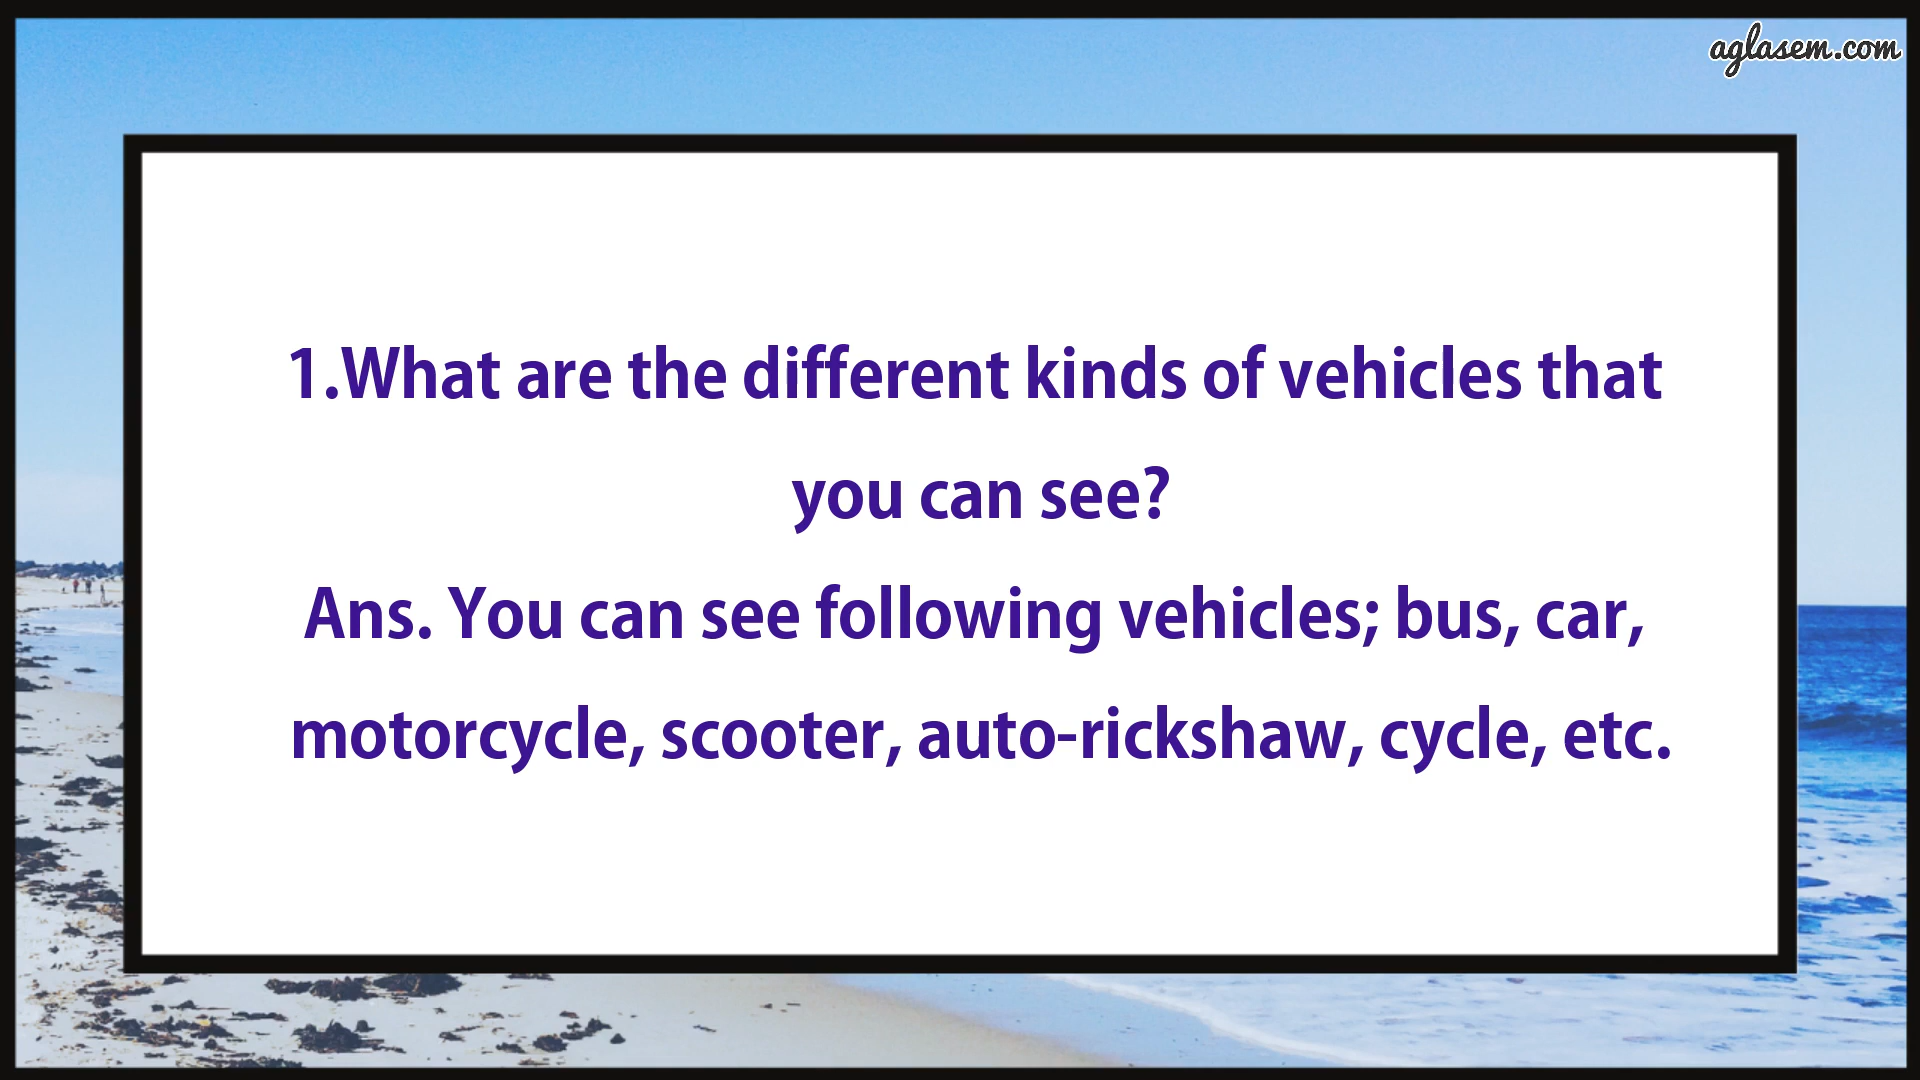 aglasem.com
1.What are the different kinds of vehicles that
you can see?
Ans. You can see following vehicles; bus, car,
motorcycle, scooter, auto-rickshaw, cycle, etc.